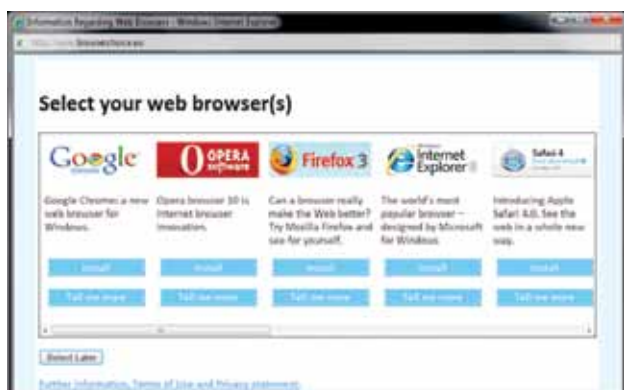 Information Regarding Web Browsers - Windows Internet Explorer
browserchoice.eu
Select your web browser(s)
Google
OPERA software
Firefox 3
Windows Internet Explorer
Safari 4
Google Chrome: a new web browser for Windows.
Opera browser 10 is Internet browser innovation.
Can a browser really make the Web better? Try Mozilla Firefox and see for yourself.
The world's most popular browser – designed by Microsoft for Windows
Introducing Apple Safari 4.0. See the web in a whole new way.
Install
Install
Install
Install
Install
Tell me more
Tell me more
Tell me more
Tell me more
Tell me more
Select Later
Further Information, Terms of Use and Privacy statement.